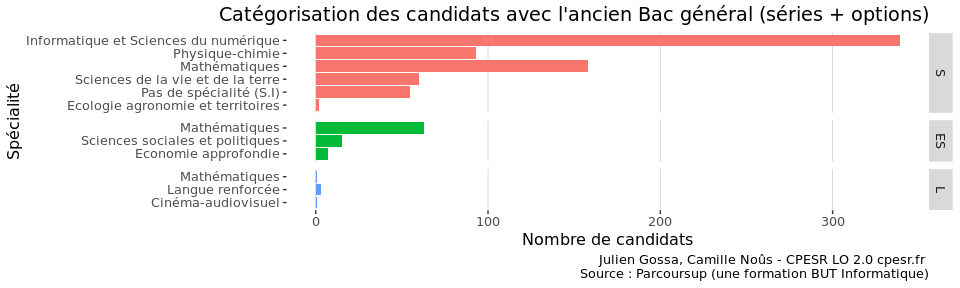 Catégorisation des candidats avec l'ancien Bac général (séries + options)
Spécialité
Informatique et Sciences du numérique
Physique-chimie
Mathématiques
Sciences de la vie et de la terre
Pas de spécialité (S.I)
Ecologie agronomie et territoires
S
Mathématiques
Sciences sociales et politiques
Economie approfondie
ES
Mathématiques
Langue renforcée
Cinéma-audiovisuel
L
0 100 200 300
Nombre de candidats
Julien Gossa, Camille Noûs - CPESR LO 2.0 cpesr.fr
Source : Parcoursup (une formation BUT Informatique)